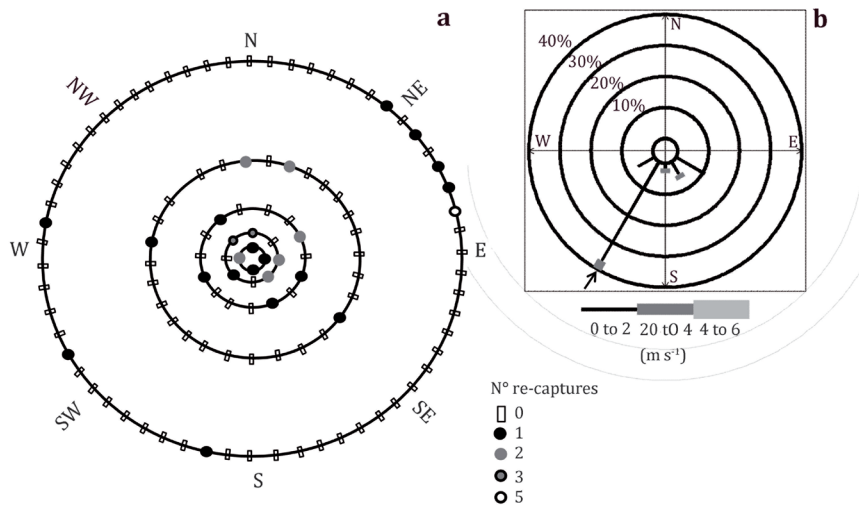 a
N
NE
E
SE
S
SW
W
NW
b
N
E
S
W
40%
30%
20%
10%
0 to 2 20 tO 4 4 to 6
(m s⁻¹)
N° re-captures
0
1
2
3
5